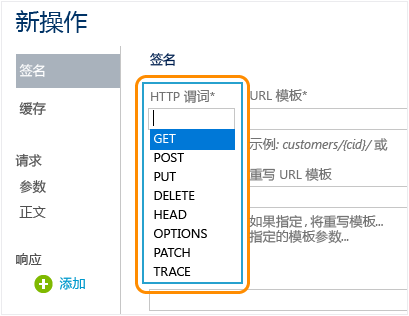 新操作
签名
缓存
请求
参数
正文
响应
添加
签名
HTTP 谓词*
URL 模板*
GET
POST
PUT
DELETE
HEAD
OPTIONS
PATCH
TRACE
示例: customers/{cid}/ 或
重写 URL 模板
如果指定 , 将重写模板...
指定的模板参数...